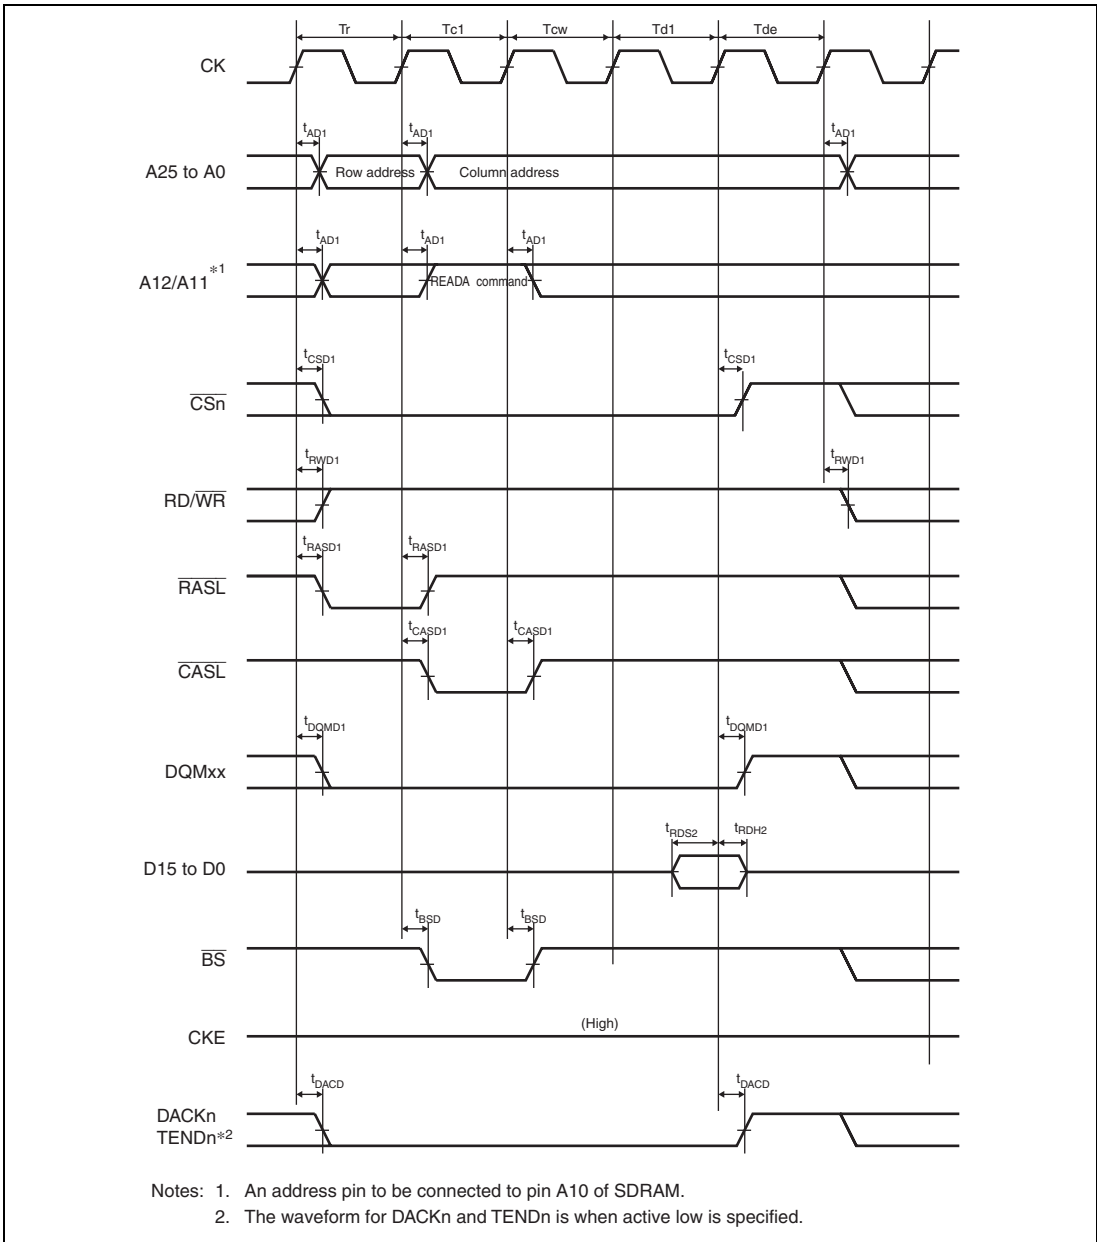 Tr Tc1 Tcw Td1 Tde
CK
tAD1 tAD1 tAD1
A25 to A0 Row address Column address
tAD1 tAD1 tAD1
A12/A11*1 READA command
tCSD1 tCSD1
CSn
tRWD1 tRWD1
RD/WR
tRASD1 tRASD1
RASL
tCASD1 tCASD1
CASL
tDQMD1 tDQMD1
DQMxx
tRDS2 tRDH2
D15 to D0
tBSD tBSD
BS
(High)
CKE
tDACD tDACD
DACKn
TENDn*2
Notes: 1. An address pin to be connected to pin A10 of SDRAM.
2. The waveform for DACKn and TENDn is when active low is specified.